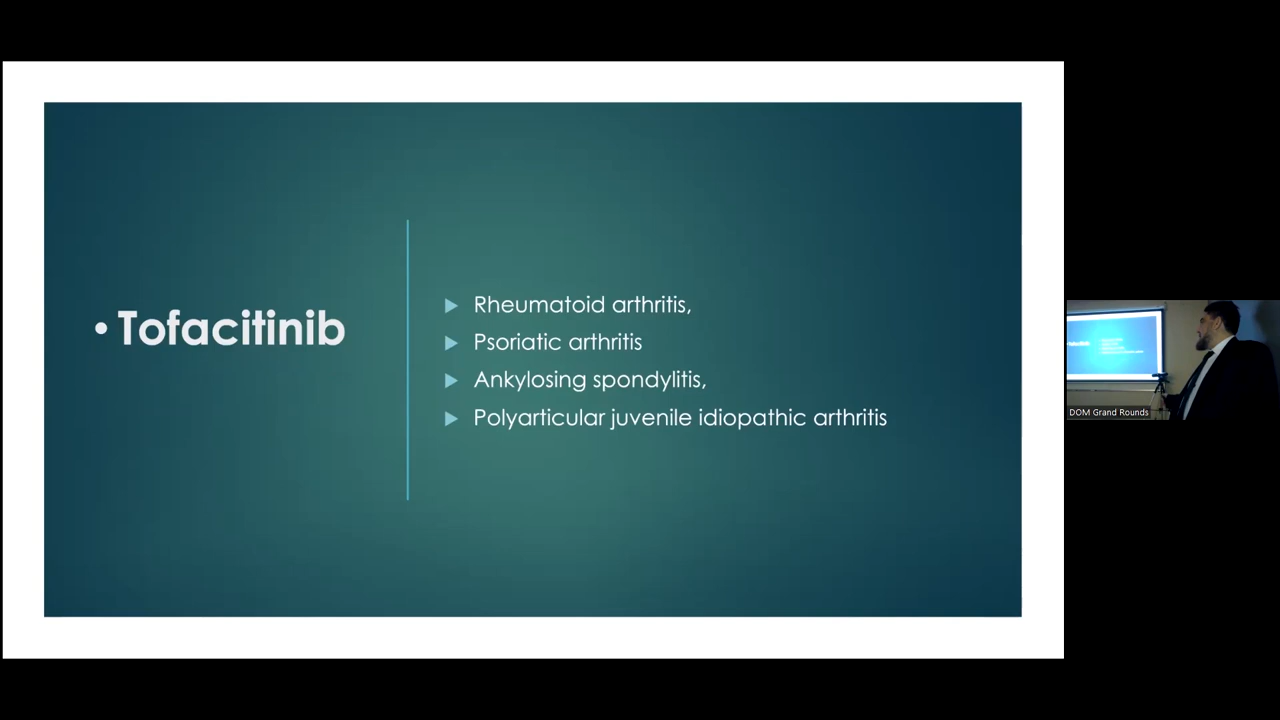 • Tofacitinib
Rheumatoid arthritis,
Psoriatic arthritis
Ankylosing spondylitis,
Polyarticular juvenile idiopathic arthritis
DOM Grand Rounds